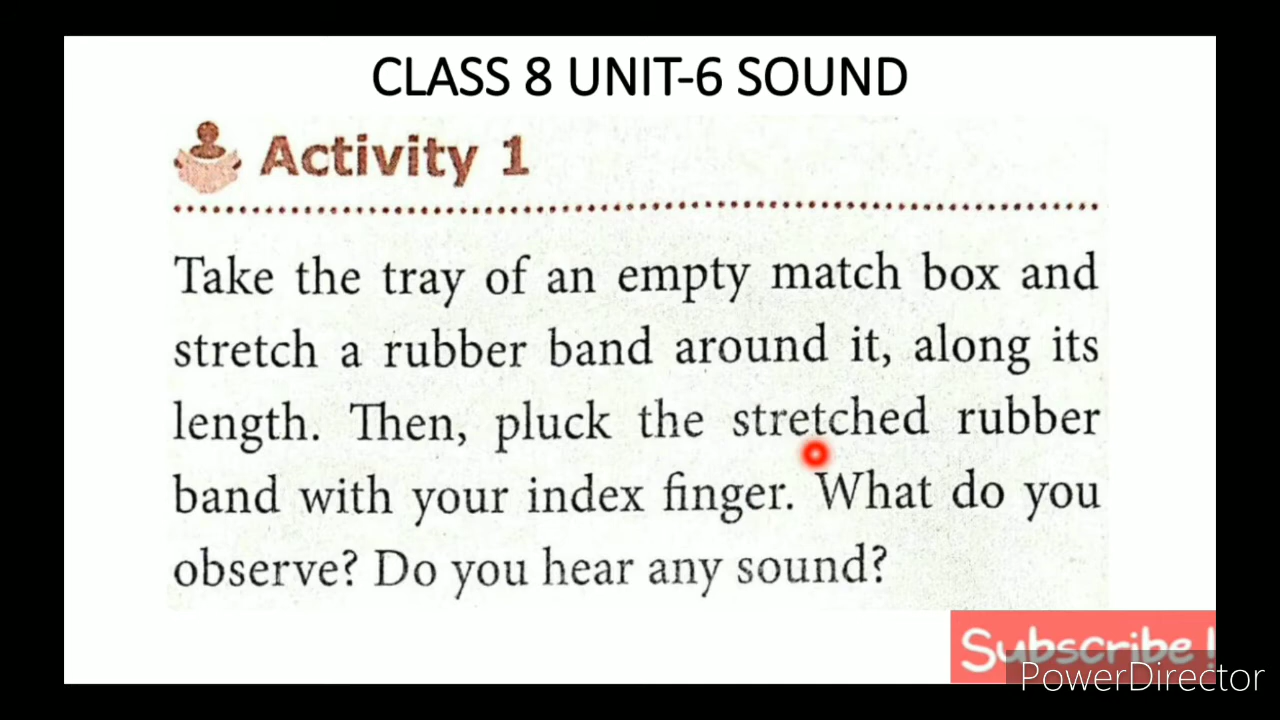 CLASS 8 UNIT-6 SOUND
Activity 1
Take the tray of an empty match box and
stretch a rubber band around it, along its
length. Then, pluck the stretched rubber
band with your index finger. What do you
observe? Do you hear any sound?
Subscribe !
PowerDirector